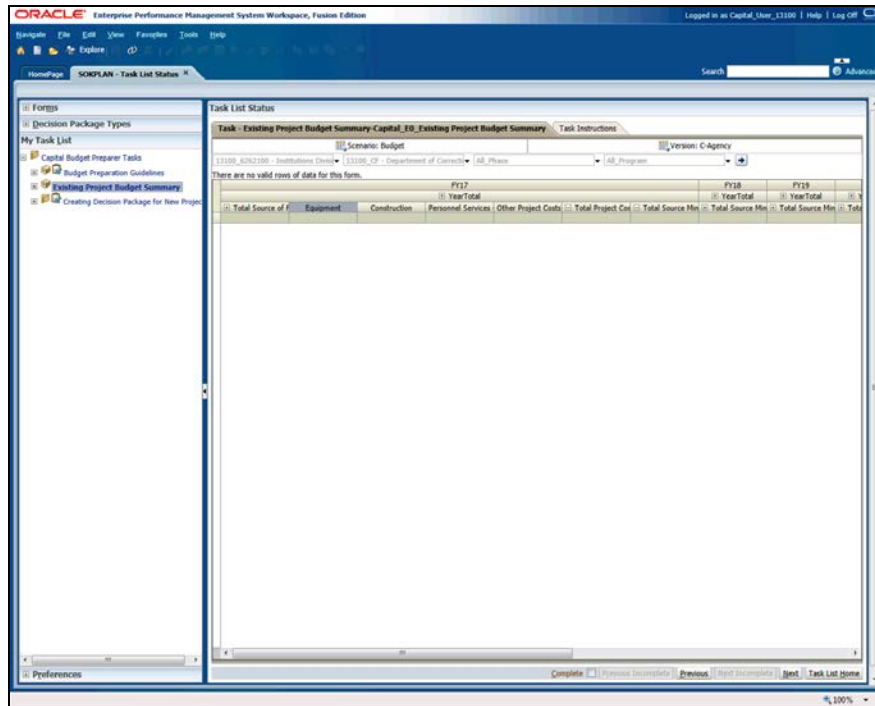 ORACLE Enterprise Performance Management System Workspace, Fusion Edition
Logged in as Capital_User_13100 | Help | Log Off
Navigate File Edit View Favorites Tools Help
Explore
HomePage SOKPLAN - Task List Status
Search Advanced
Forms
Decision Package Types
My Task List
Capital Budget Preparer Tasks
Budget Preparation Guidelines
Existing Project Budget Summary
Creating Decision Package for New Projec
Preferences
Task List Status
Task - Existing Project Budget Summary-Capital_E0_Existing Project Budget Summary Task Instructions
Scenario: Budget Version: C-Agency
13100_6262100 - Institutions Divisi 13100_CF - Department of Correcti All_Phase All_Program
There are no valid rows of data for this form.
FY17 FY18 FY19
YearTotal YearTotal YearTotal
Total Source of F Equipment Construction Personnel Services Other Project Costs Total Project Cos Total Source Min Total Source Min Total Source Min Tota
Complete Previous Incomplete Previous Next Incomplete Next Task List Home
100%